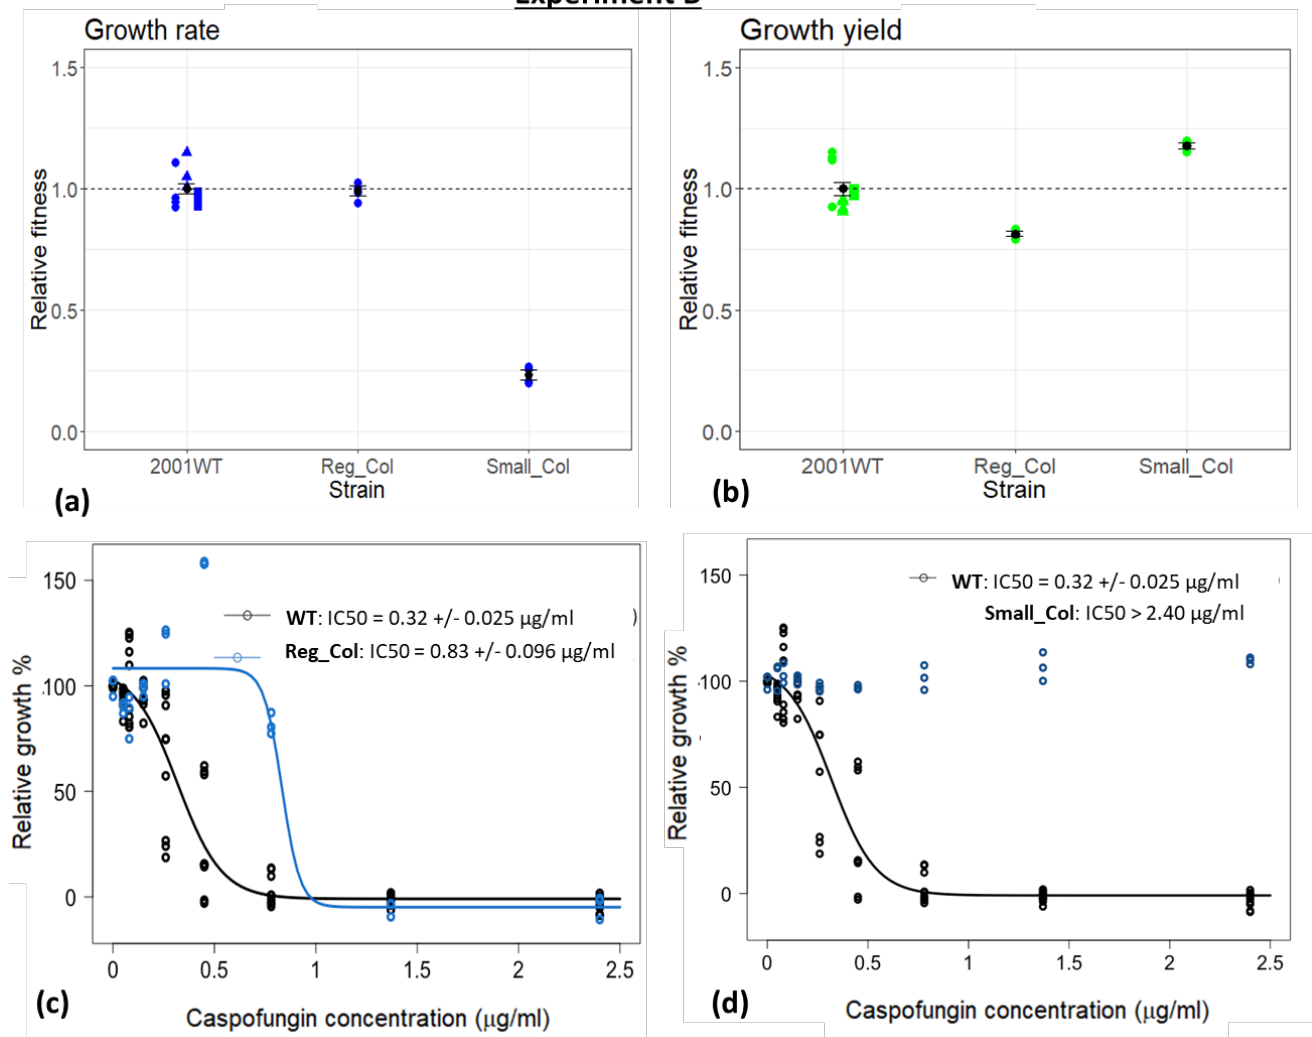 Experiment B
Growth rate
1.5
1.0
0.5
0.0
Relative fitness
2001WT Reg_Col Small_Col
Strain
(a)
Growth yield
1.5
1.0
0.5
0.0
Relative fitness
2001WT Reg_Col Small_Col
Strain
(b)
150
100
50
0
Relative growth %
WT: IC50 = 0.32 +/- 0.025 µg/ml )
Reg_Col: IC50 = 0.83 +/- 0.096 µg/ml
0 0.5 1 1.5 2 2.5
Caspofungin concentration (µg/ml)
(c)
150
100
50
0
Relative growth %
WT: IC50 = 0.32 +/- 0.025 µg/ml
Small_Col: IC50 > 2.40 µg/ml
0 0.5 1 1.5 2 2.5
Caspofungin concentration (µg/ml)
(d)